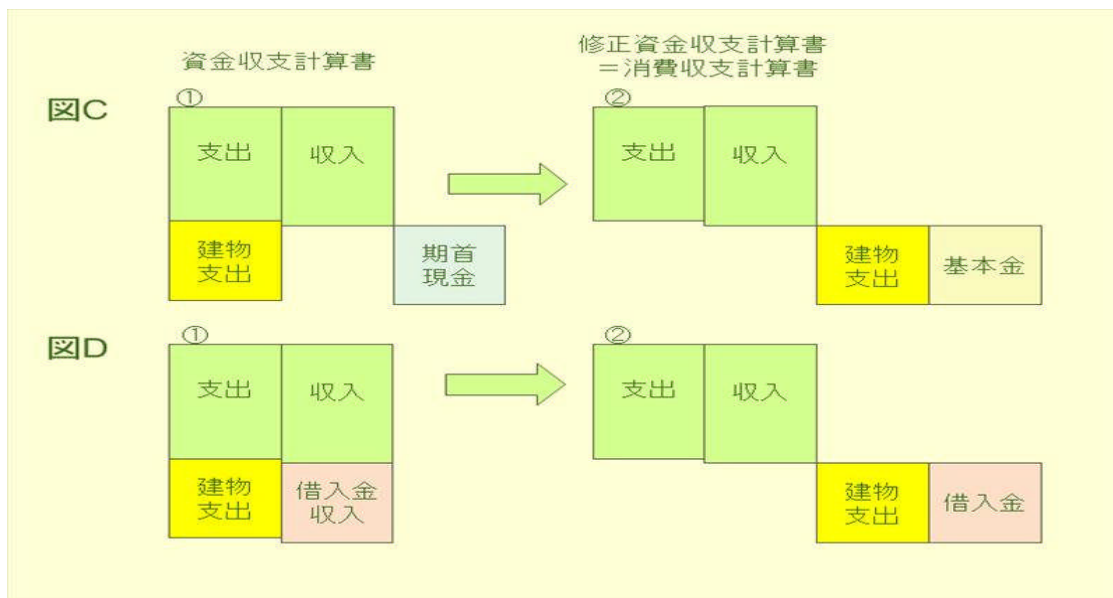 資金収支計算書
修正資金収支計算書
＝消費収支計算書
図C
①
支出
収入
建物
支出
期首
現金
②
支出
収入
建物
支出
基本金
図D
①
支出
収入
建物
支出
借入金
収入
②
支出
収入
建物
支出
借入金